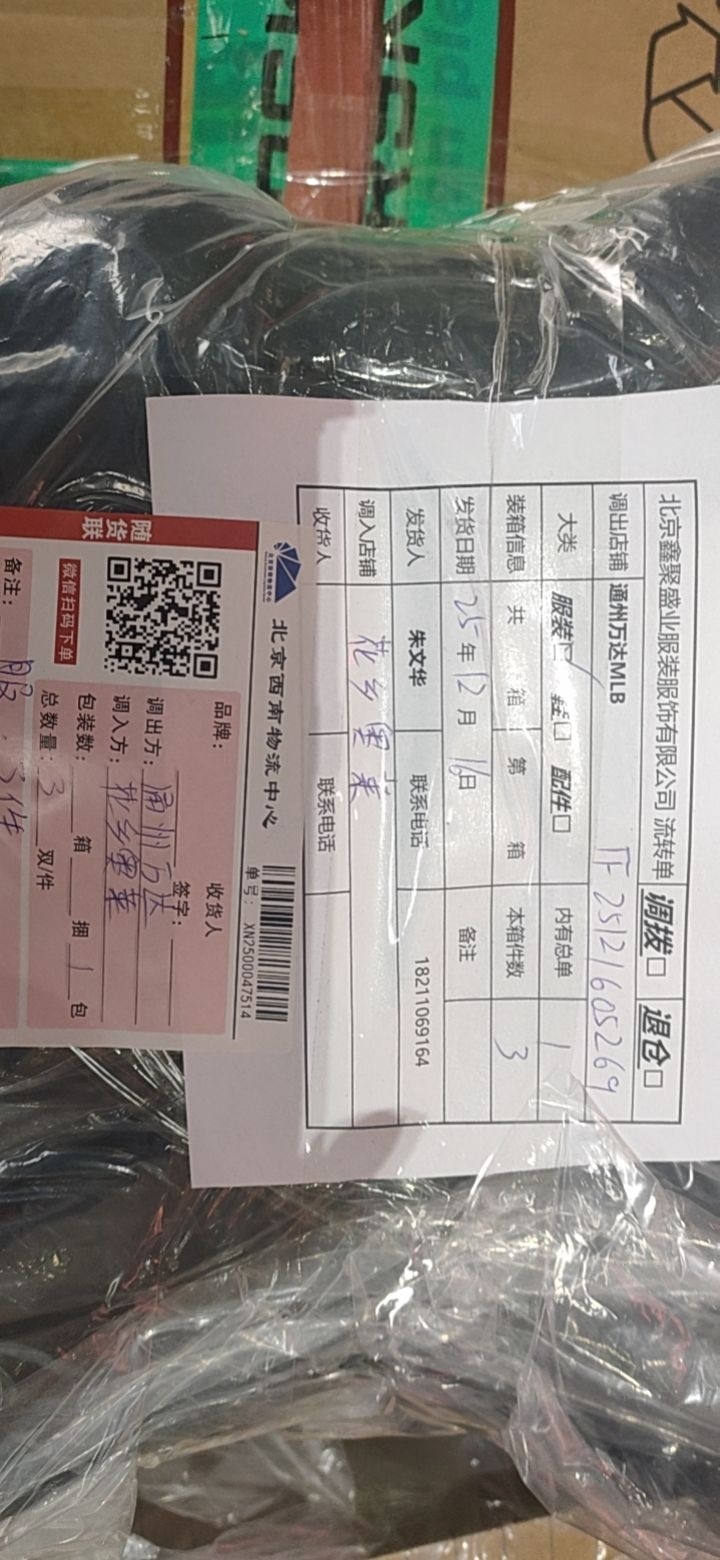 北京鑫聚盛业服装服饰有限公司 流转单 调拨□ 退仓□
调出店铺 通州万达MLB TF25121605269
大类 服装□ 鞋□ 配件□ 内有总单 1
装箱信息 共 箱 第 箱 本箱件数 3
发货日期 25年12月16日 备注
发货人 朱文华 联系电话 18211069164
调入店铺 花乡奥莱
收货人 联系电话
随货联
北京西南物流中心
单号: XN2500047514
微信扫码下单
品牌:
收货人
签字:
调出方: 通州万达
调入方: 花乡奥莱
包装数: 箱 捆 1 包
总数量: 3 双/件
备注: 服 3件